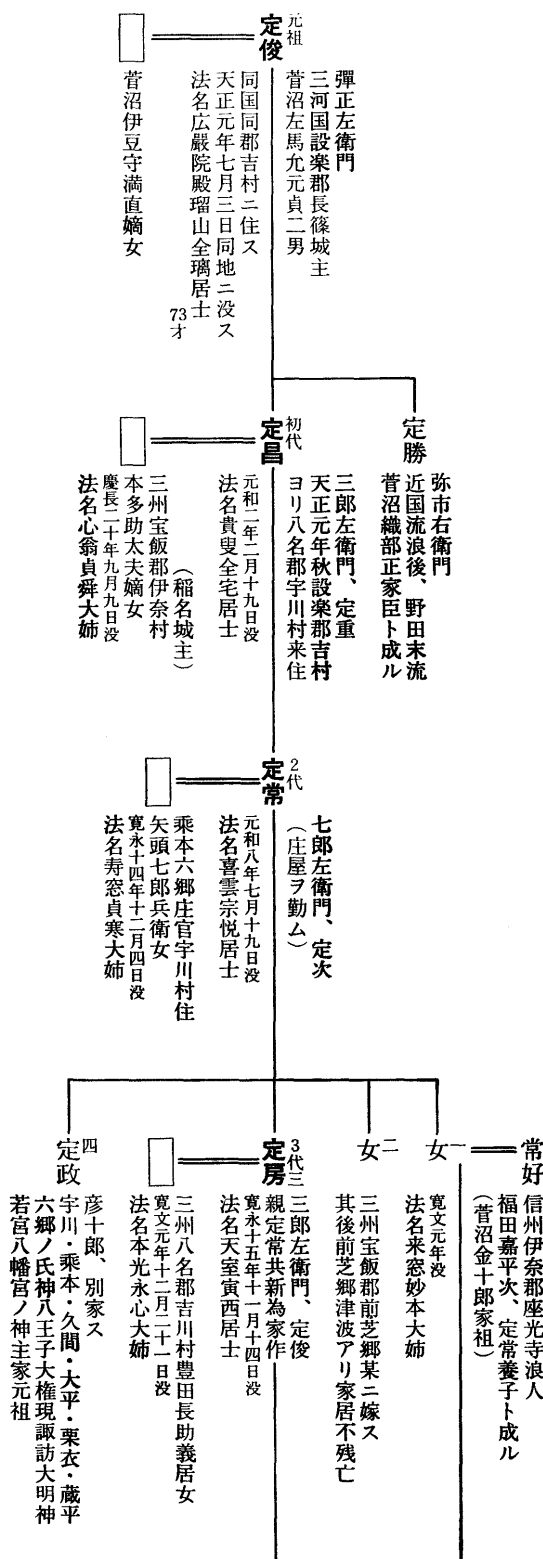 元祖
定俊
彈正左衛門
三河国設楽郡長篠城主
菅沼左馬允元貞二男
同国同郡吉村ニ住ス
天正元年七月三日同地ニ没ス
法名広嚴院殿瑠山全璃居士
73才
菅沼伊豆守満直嫡女
定勝
弥市右衛門
近国流浪後、野田末流
菅沼織部正家臣ト成ル
初代
定昌
三郎左衛門、定重
天正元年秋設楽郡吉村
ヨリ八名郡宇川村来住
元和二年二月十九日没
法名貴叟全宅居士
(稲名城主)
三州宝飯郡伊奈村
本多助太夫嫡女
慶長二十年九月九日没
法名心翁貞舜大姉
2代
定常
七郎左衛門、定次
(庄屋ヲ勤ム)
元和八年七月十九日没
法名喜雲宗悦居士
乘本六郷庄官宇川村住
矢頭七郎兵衛女
寛永十四年十二月四日没
法名寿窓貞寒大姉
常好
信州伊奈郡座光寺浪人
福田嘉平次、定常養子ト成ル
(菅沼金十郎家祖)
一
女
寛文元年没
法名来窓妙本大姉
二
女
三州宝飯郡前芝郷某ニ嫁ス
其後前芝郷津波アリ家居不残亡
3代三
定房
三郎左衛門、定俊
親定常共新為家作
寛永十五年十一月十四日没
法名天室寅西居士
三州八名郡吉川村豊田長助義居女
寛文元年十二月二十一日没
法名本光永心大姉
四
定政
彦十郎、別家ス
宇川・乘本・久間・大平・栗衣・蔵平
六郷ノ氏神八王子大権現諏訪大明神
若宮八幡宮ノ神主家元祖